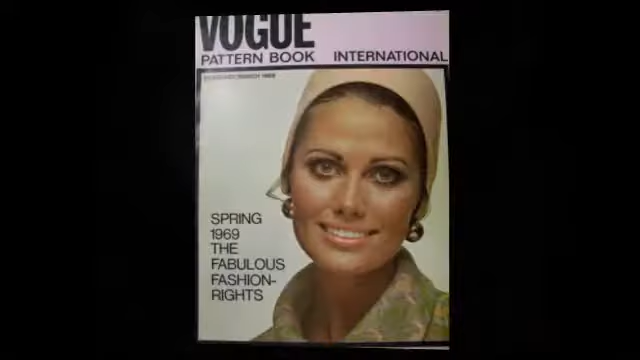 VOGUE
PATTERN BOOK INTERNATIONAL
SPRING
1969
THE
FABULOUS
FASHION-
RIGHTS